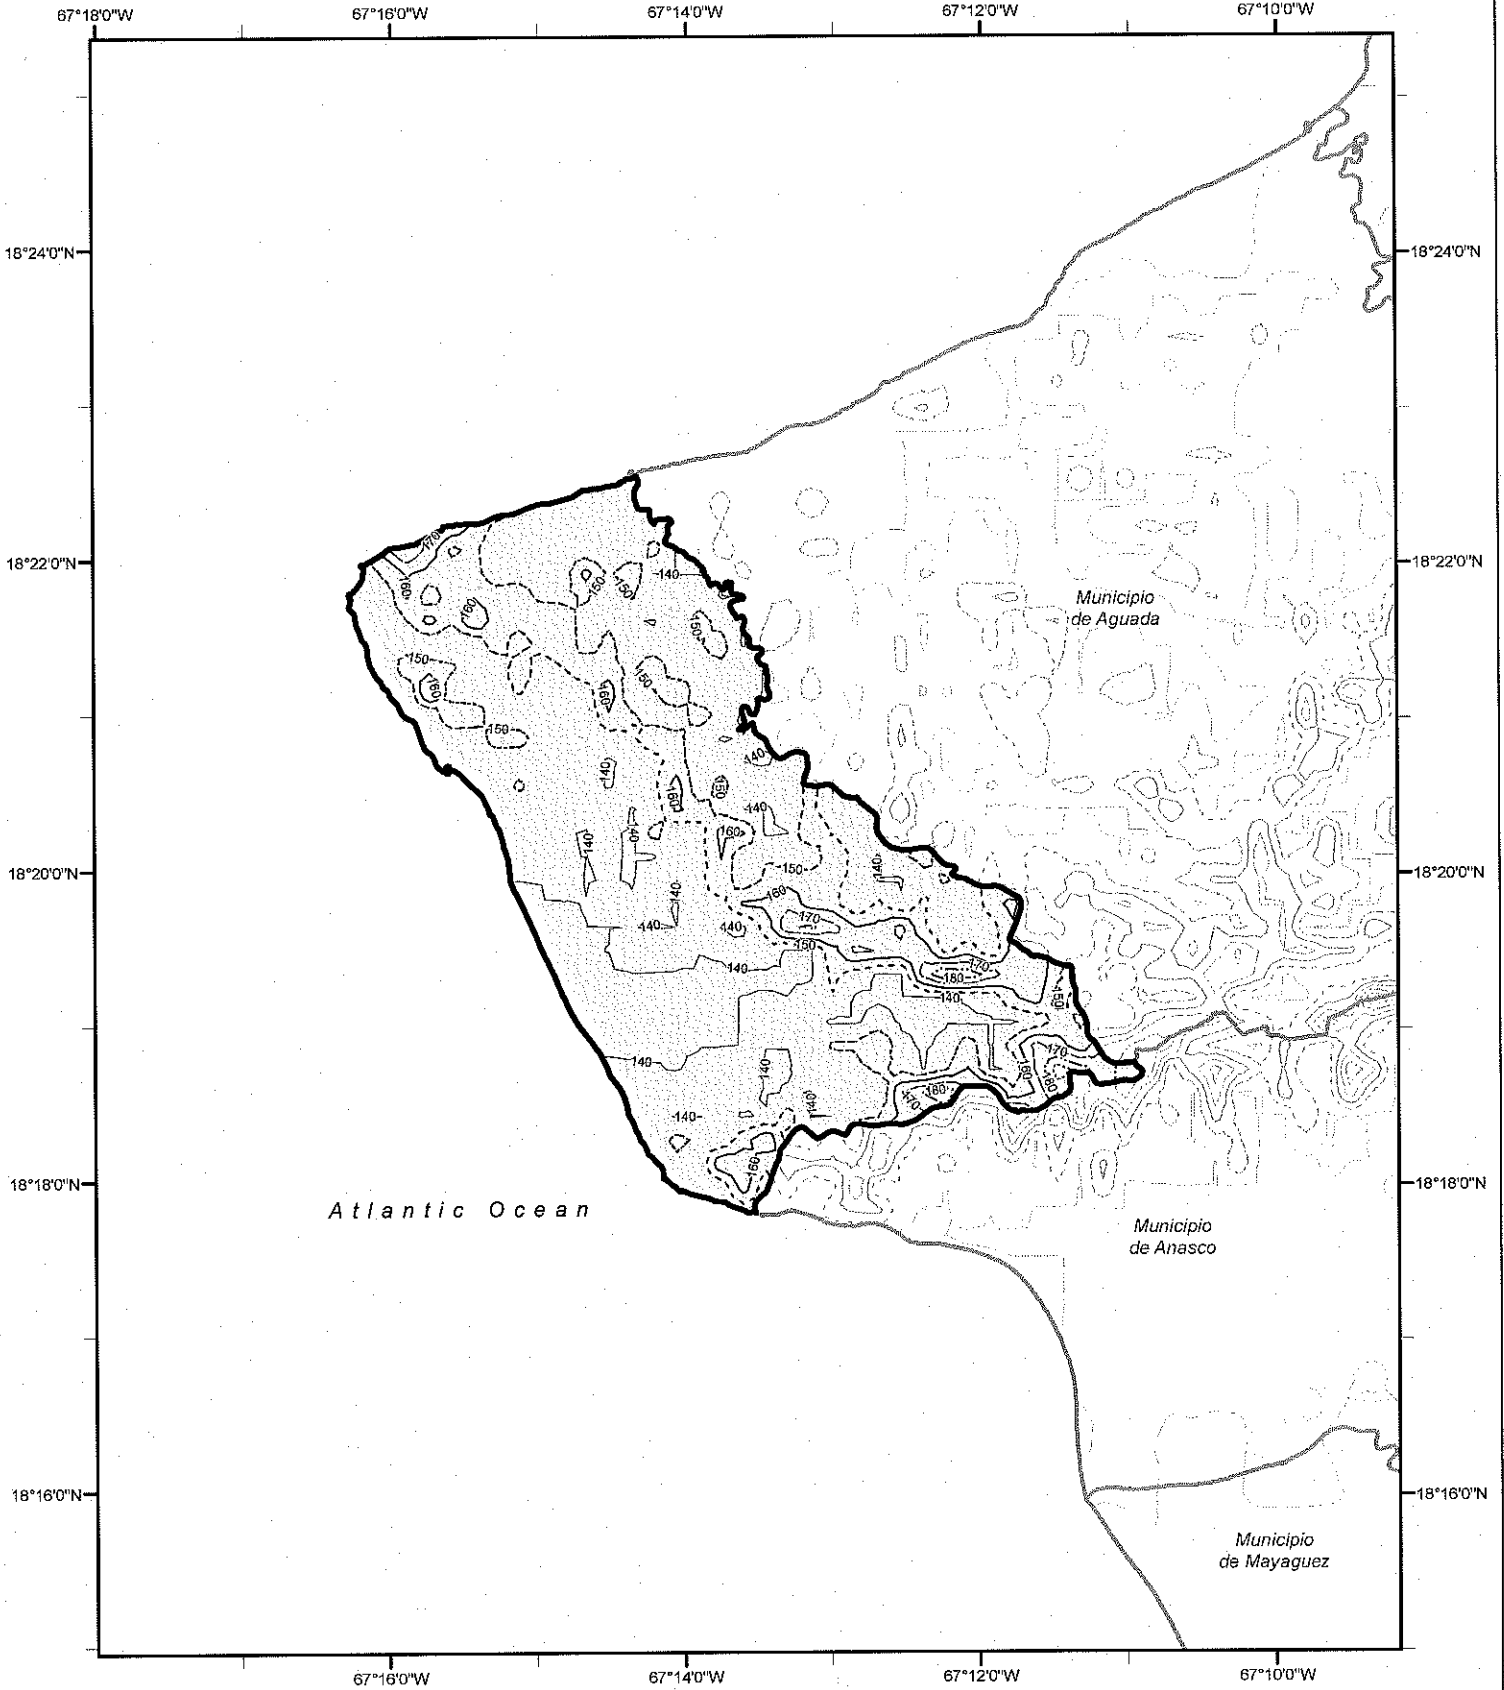 67°18'0"W 67°16'0"W 67°14'0"W 67°12'0"W 67°10'0"W
18°24'0"N 18°24'0"N
170
18°22'0"N 140 18°22'0"N
160 150 150
160
Municipio
de Aguada
150
150
160 150 160
150
140
140 160 150
140
140 140 160
150 140
18°20'0"N 18°20'0"N
140 160
170
140 140
150
140 170
180
140 150
140 170
140 160 180
180
170
140
140
160
18°18'0"N 18°18'0"N
Atlantic Ocean
Municipio
de Anasco
18°16'0"N 18°16'0"N
Municipio
de Mayaguez
67°16'0"W 67°14'0"W 67°12'0"W 67°10'0"W